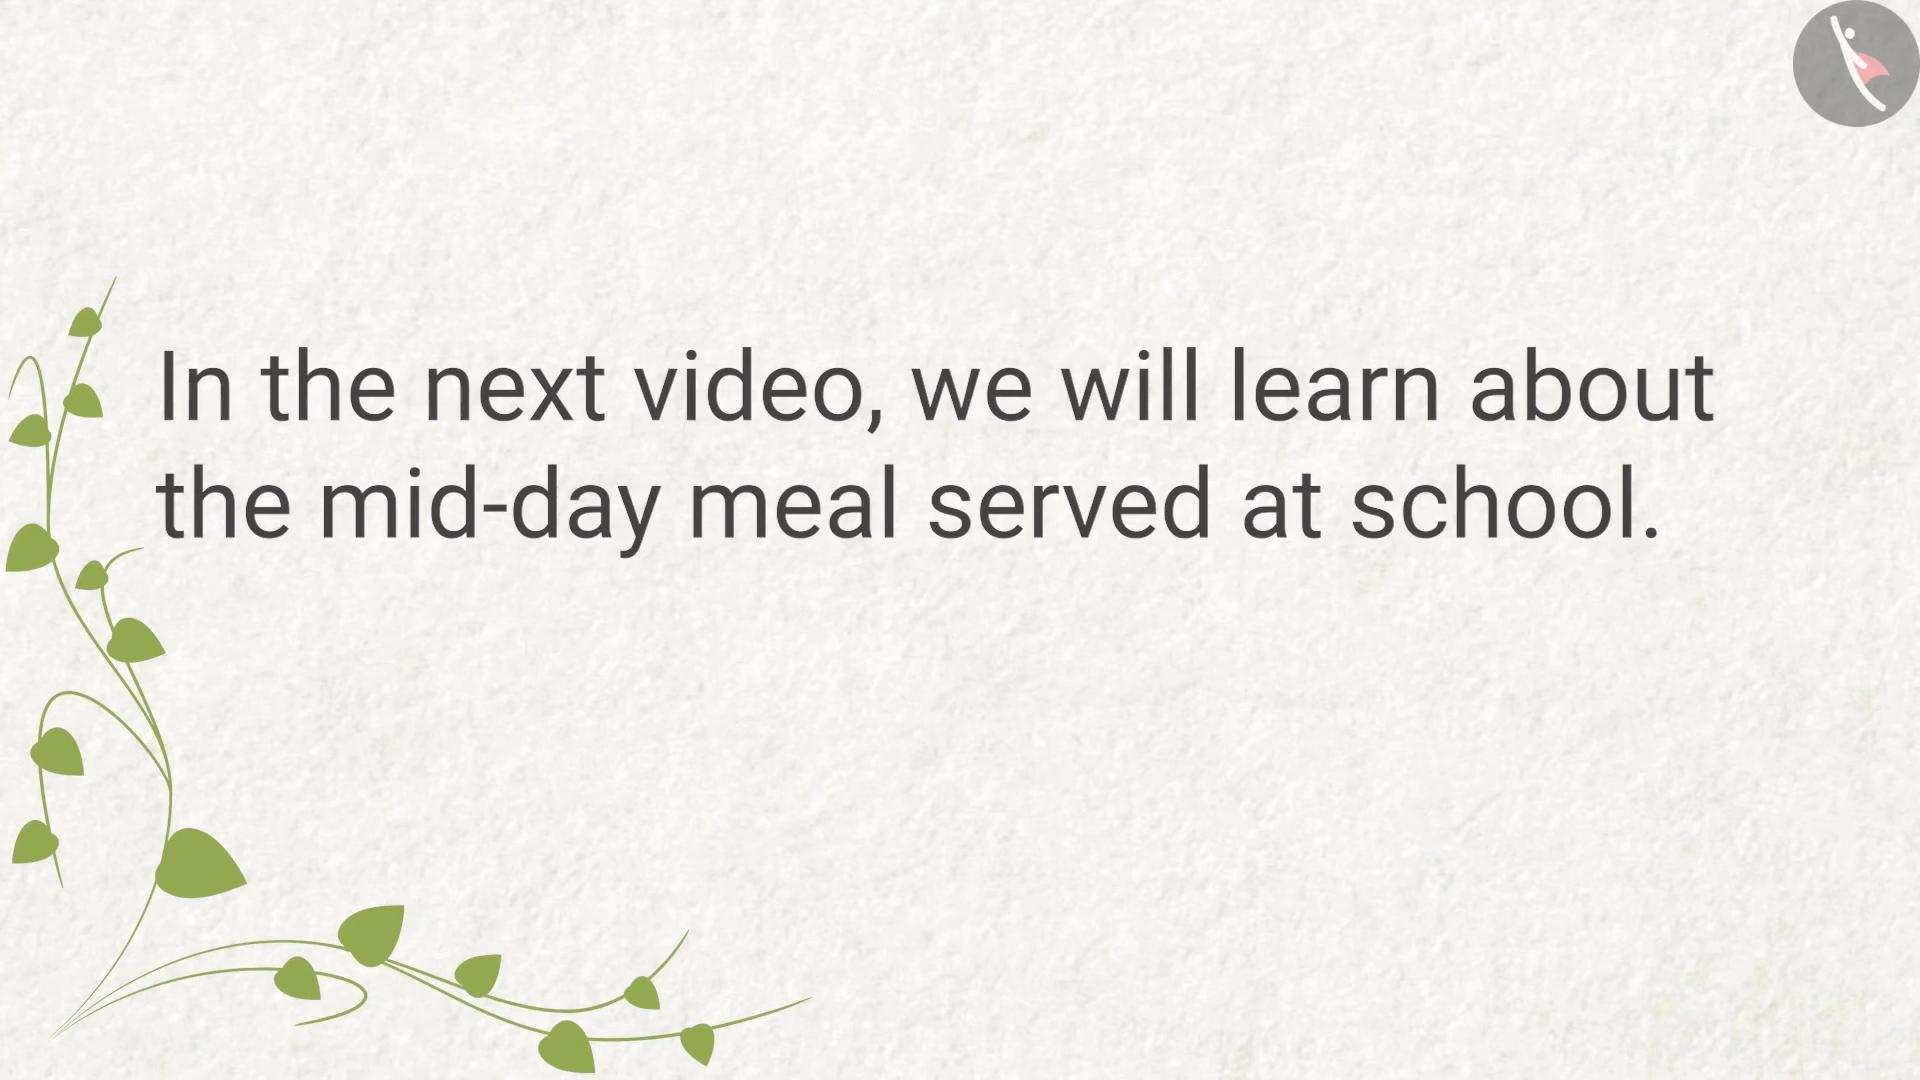 In the next video, we will learn about
the mid-day meal served at school.